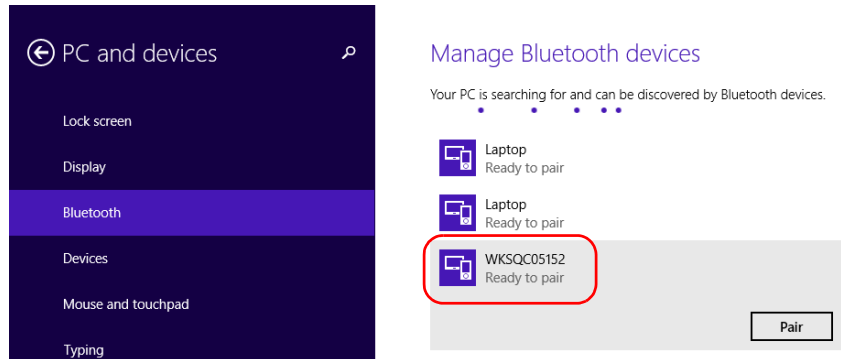 PC and devices
Lock screen
Display
Bluetooth
Devices
Mouse and touchpad
Typing
Manage Bluetooth devices
Your PC is searching for and can be discovered by Bluetooth devices.
Laptop
Ready to pair
Laptop
Ready to pair
WKSQC05152
Ready to pair
Pair